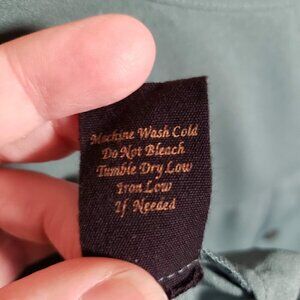 Machine Wash Cold
Do Not Bleach
Tumble Dry Low
Iron Low
If Needed